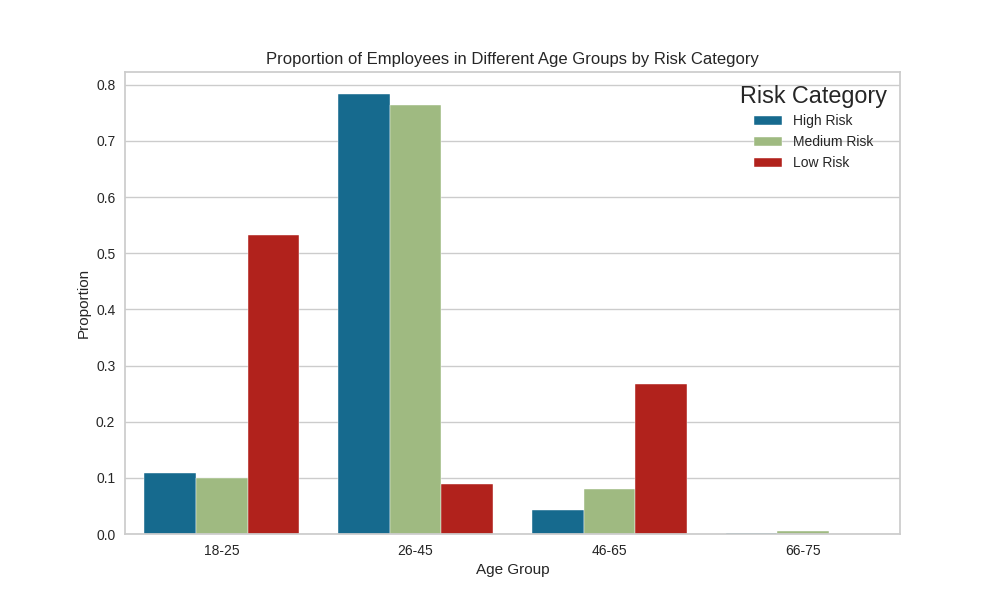 Proportion of Employees in Different Age Groups by Risk Category
Risk Category
High Risk
Medium Risk
Low Risk
Proportion
0.8
0.7
0.6
0.5
0.4
0.3
0.2
0.1
0.0
18-25 26-45 46-65 66-75
Age Group